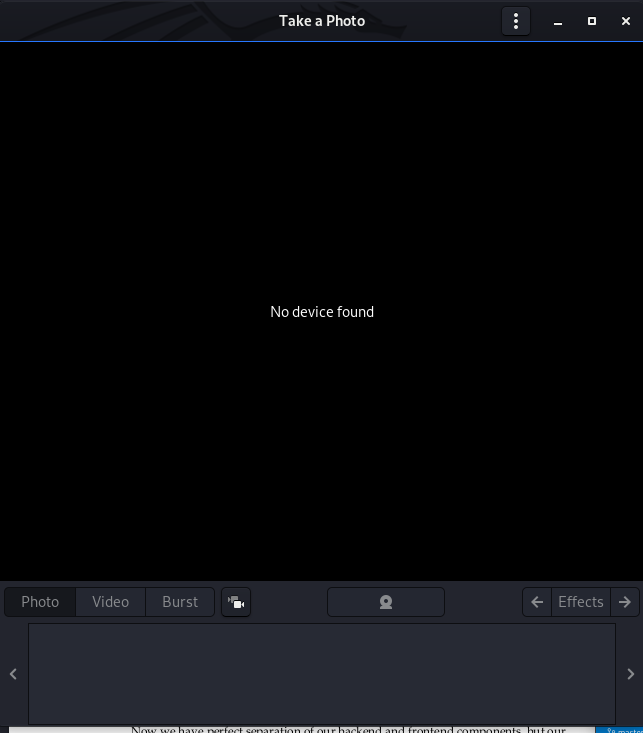 Take a Photo
No device found
Photo Video Burst Effects
Now we have perfect separation of our backend and frontend components, but our
master